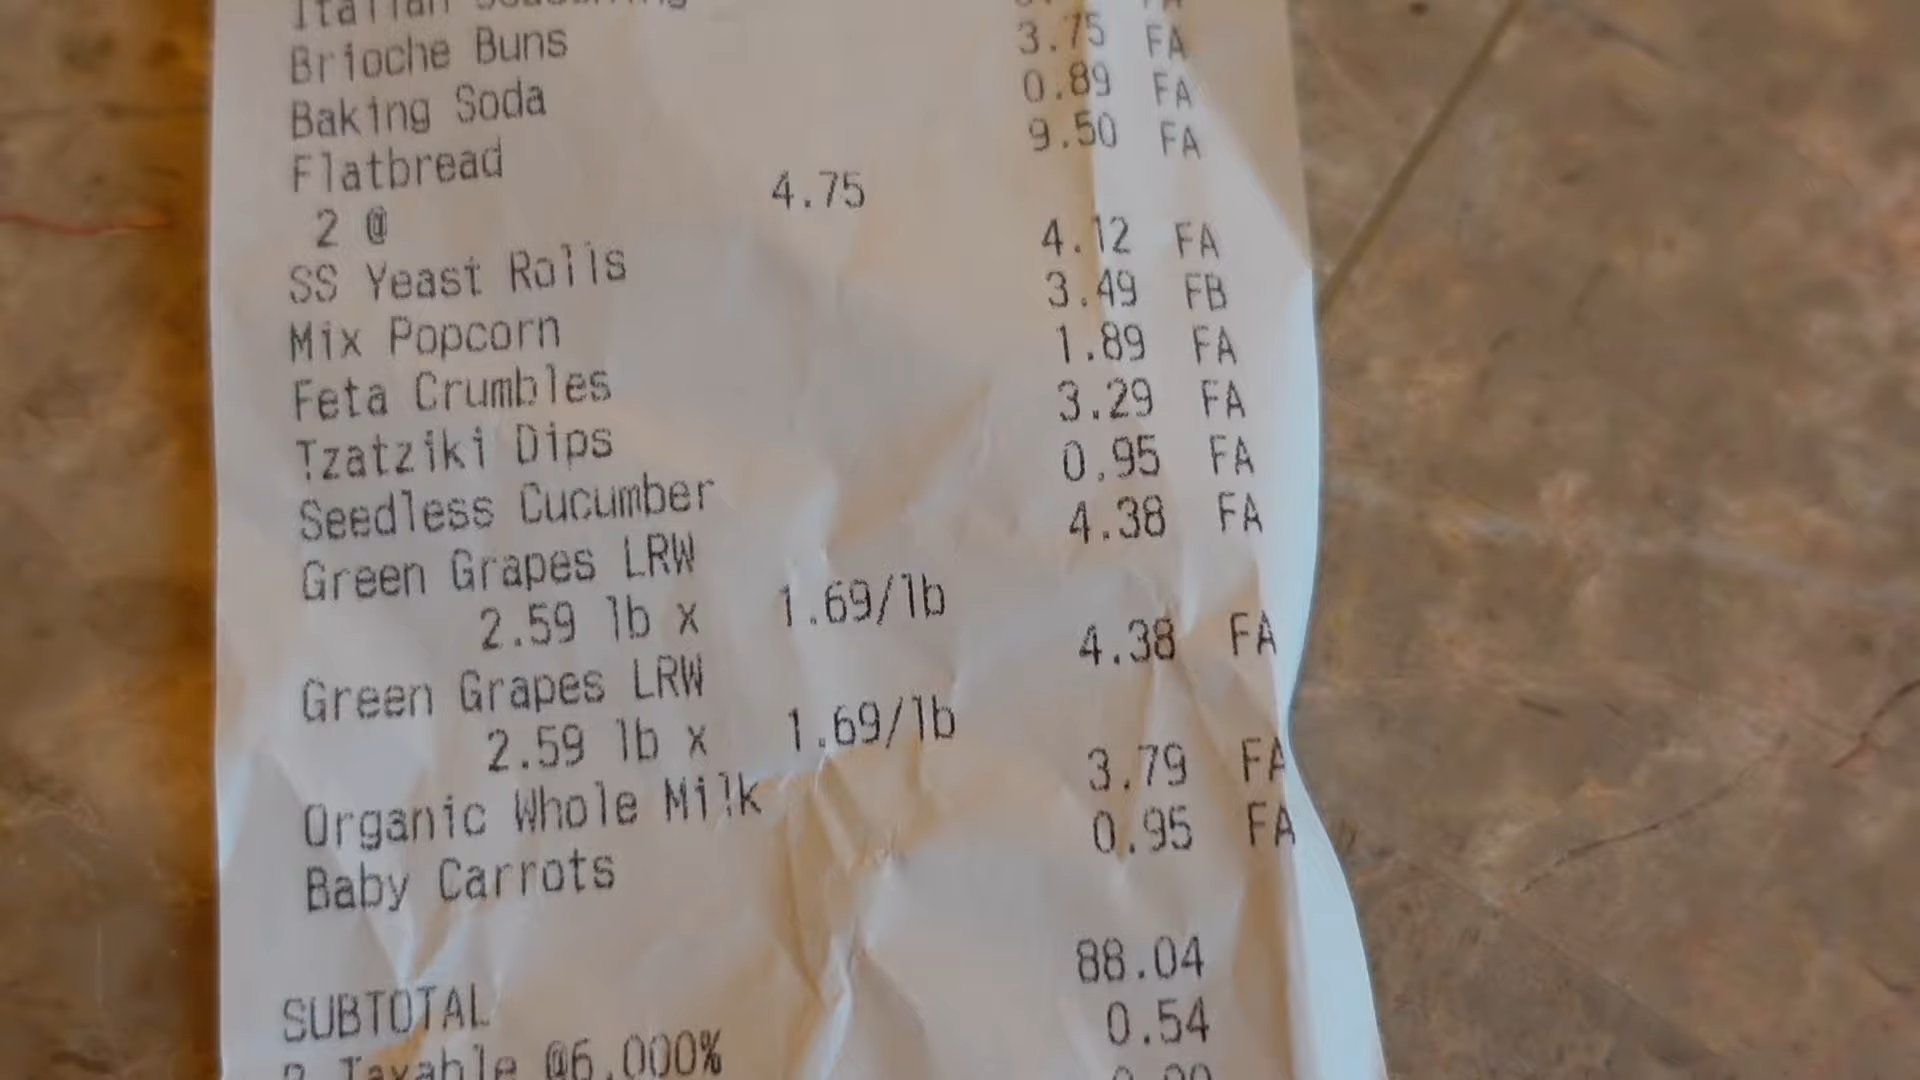 Italian Seasoning FA
Brioche Buns 3.75 FA
Baking Soda 0.89 FA
Flatbread 9.50 FA
2 @ 4.75
SS Yeast Rolls 4.12 FA
Mix Popcorn 3.49 FB
Feta Crumbles 1.89 FA
Tzatziki Dips 3.29 FA
Seedless Cucumber 0.95 FA
Green Grapes LRW 4.38 FA
2.59 lb x 1.69/lb
Green Grapes LRW 4.38 FA
2.59 lb x 1.69/lb
Organic Whole Milk 3.79 FA
Baby Carrots 0.95 FA
SUBTOTAL 88.04
Taxable @6.000% 0.54